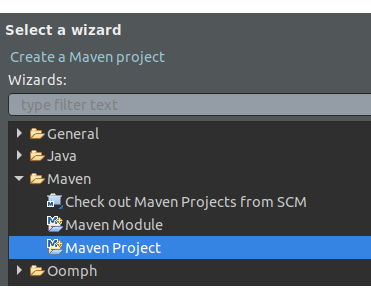 Select a wizard
Create a Maven project
Wizards:
type filter text
General
Java
Maven
Check out Maven Projects from SCM
Maven Module
Maven Project
Oomph